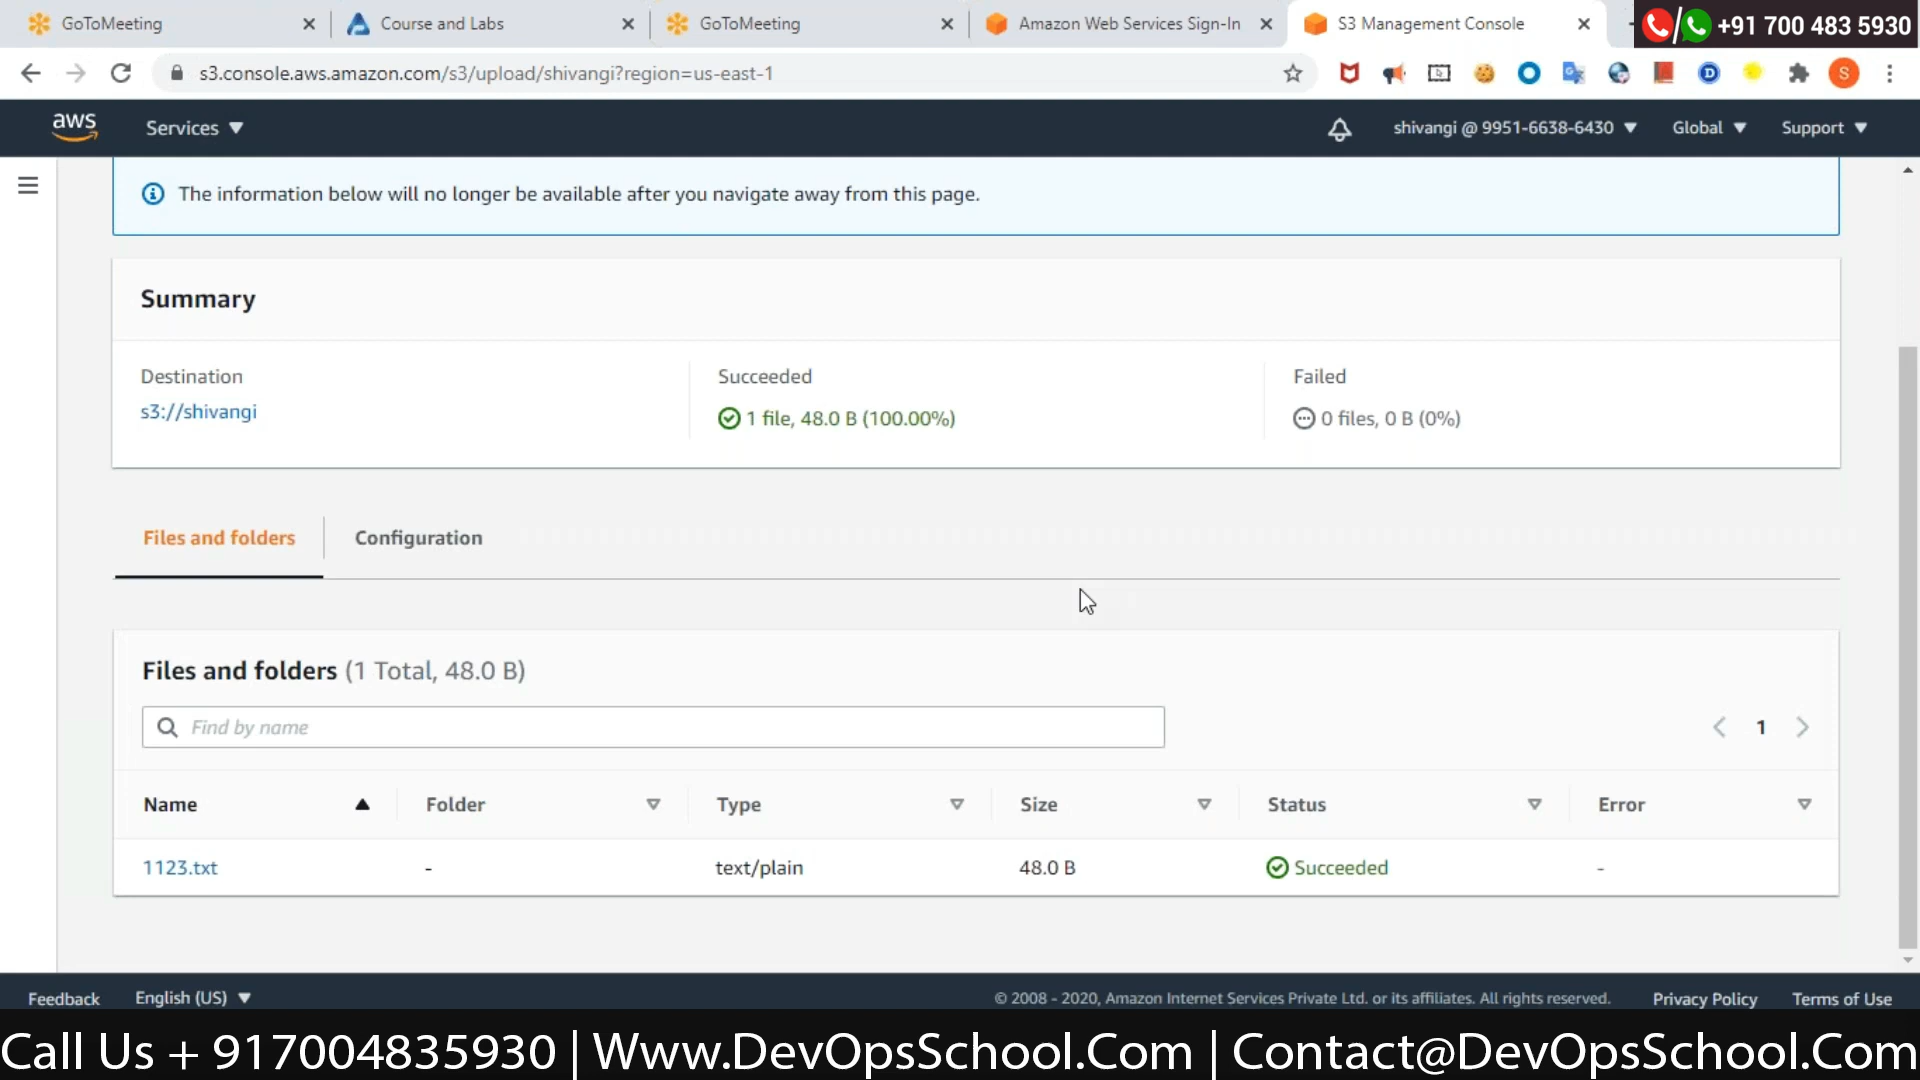 GoToMeeting
Course and Labs
GoToMeeting
Amazon Web Services Sign-In
S3 Management Console
+91 700 483 5930
s3.console.aws.amazon.com/s3/upload/shivangi?region=us-east-1
S
aws
Services
shivangi @ 9951-6638-6430
Global
Support
The information below will no longer be available after you navigate away from this page.
Summary
Destination
Succeeded
Failed
s3://shivangi
1 file, 48.0 B (100.00%)
0 files, 0 B (0%)
Files and folders
Configuration
Files and folders (1 Total, 48.0 B)
Find by name
1
Name
Folder
Type
Size
Status
Error
1123.txt
-
text/plain
48.0 B
Succeeded
-
Feedback
English (US)
© 2008 - 2020, Amazon Internet Services Private Ltd. or its affiliates. All rights reserved.
Privacy Policy
Terms of Use
Call Us + 917004835930 | Www.DevOpsSchool.Com | Contact@DevOpsSchool.Com